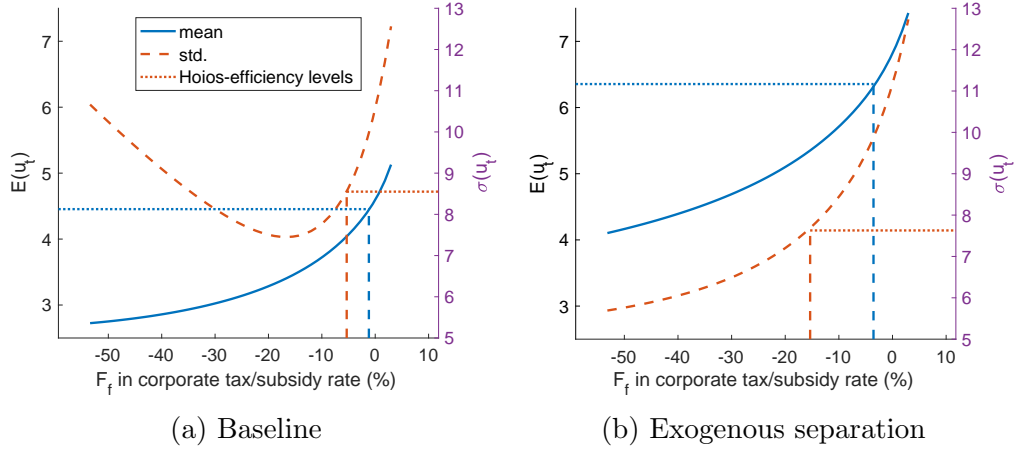 mean
std.
Hoios-efficiency levels
7
6
5
4
3
E(u_t)
13
12
11
10
9
8
7
6
5
σ(u_t)
-50 -40 -30 -20 -10 0 10
F_f in corporate tax/subsidy rate (%)
(a) Baseline
7
6
5
4
3
E(u_t)
13
12
11
10
9
8
7
6
5
σ(u_t)
-50 -40 -30 -20 -10 0 10
F_f in corporate tax/subsidy rate (%)
(b) Exogenous separation